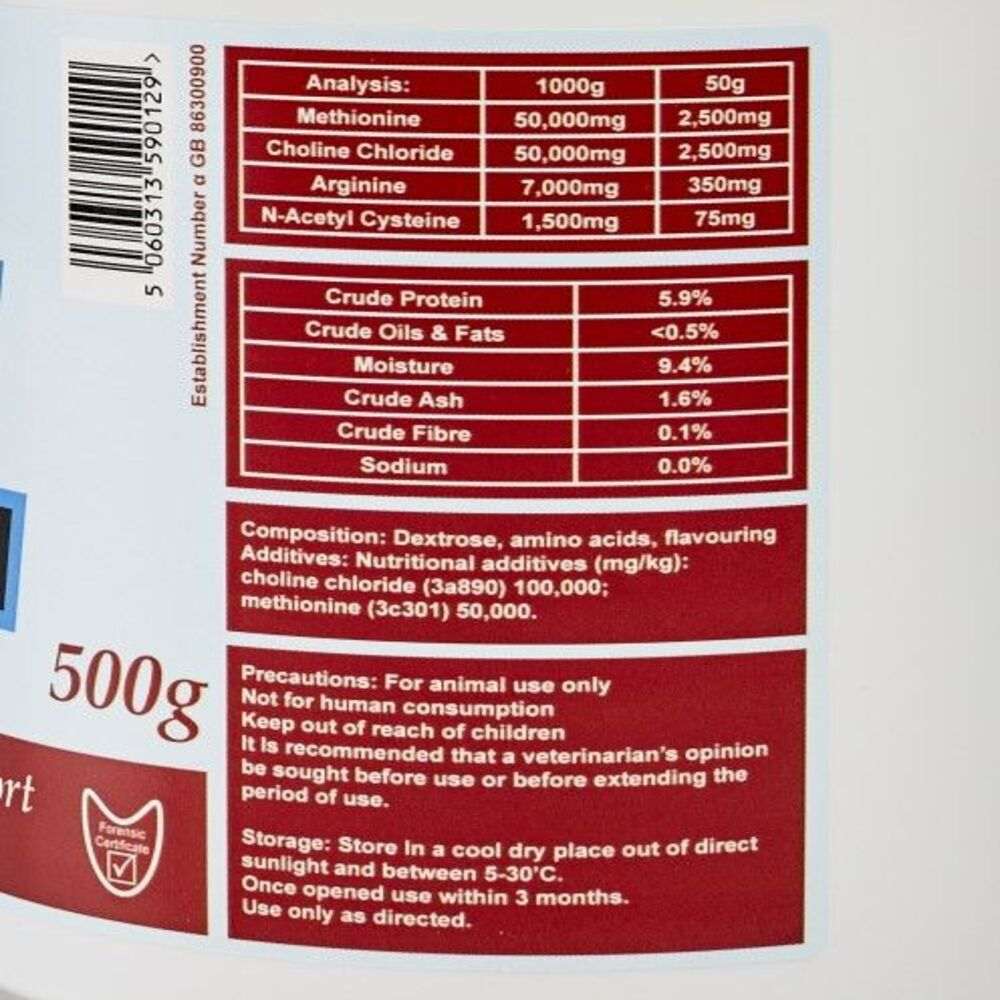 5 060313 590129 >
Establishment Number α GB 86300900
Analysis: 1000g 50g
Methionine 50,000mg 2,500mg
Choline Chloride 50,000mg 2,500mg
Arginine 7,000mg 350mg
N-Acetyl Cysteine 1,500mg 75mg
Crude Protein 5.9%
Crude Oils & Fats <0.5%
Moisture 9.4%
Crude Ash 1.6%
Crude Fibre 0.1%
Sodium 0.0%
Composition: Dextrose, amino acids, flavouring
Additives: Nutritional additives (mg/kg):
choline chloride (3a890) 100,000;
methionine (3c301) 50,000.
500g
Forensic
Certificate
Precautions: For animal use only
Not for human consumption
Keep out of reach of children
It is recommended that a veterinarian's opinion
be sought before use or before extending the
period of use.
Storage: Store in a cool dry place out of direct
sunlight and between 5-30'C.
Once opened use within 3 months.
Use only as directed.